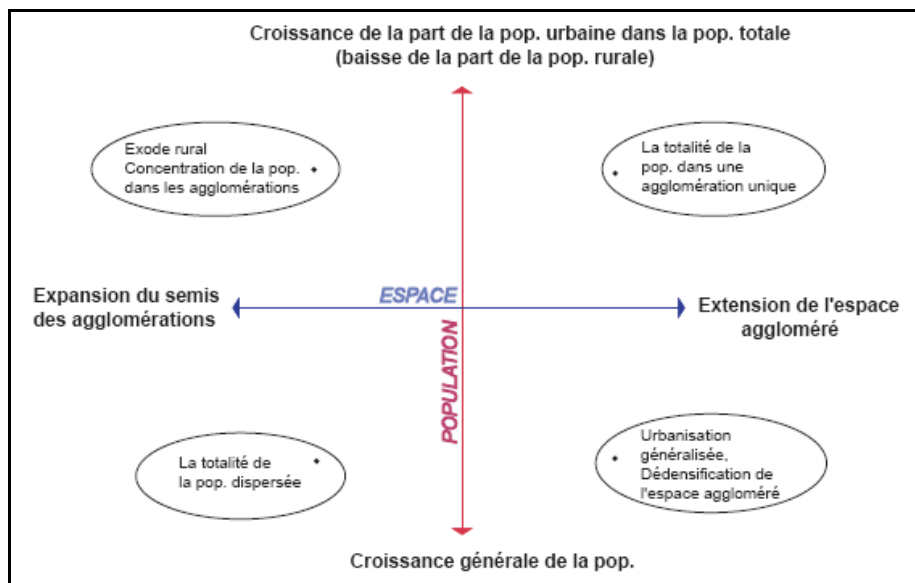 Croissance de la part de la pop. urbaine dans la pop. totale
(baisse de la part de la pop. rurale)
Exode rural
Concentration de la pop.
dans les agglomérations
La totalité de la
pop. dans une
agglomération unique
Expansion du semis
des agglomérations
ESPACE
POPULATION
Extension de l'espace
aggloméré
La totalité de
la pop. dispersée
Urbanisation
généralisée,
Dédensification de
l'espace aggloméré
Croissance générale de la pop.